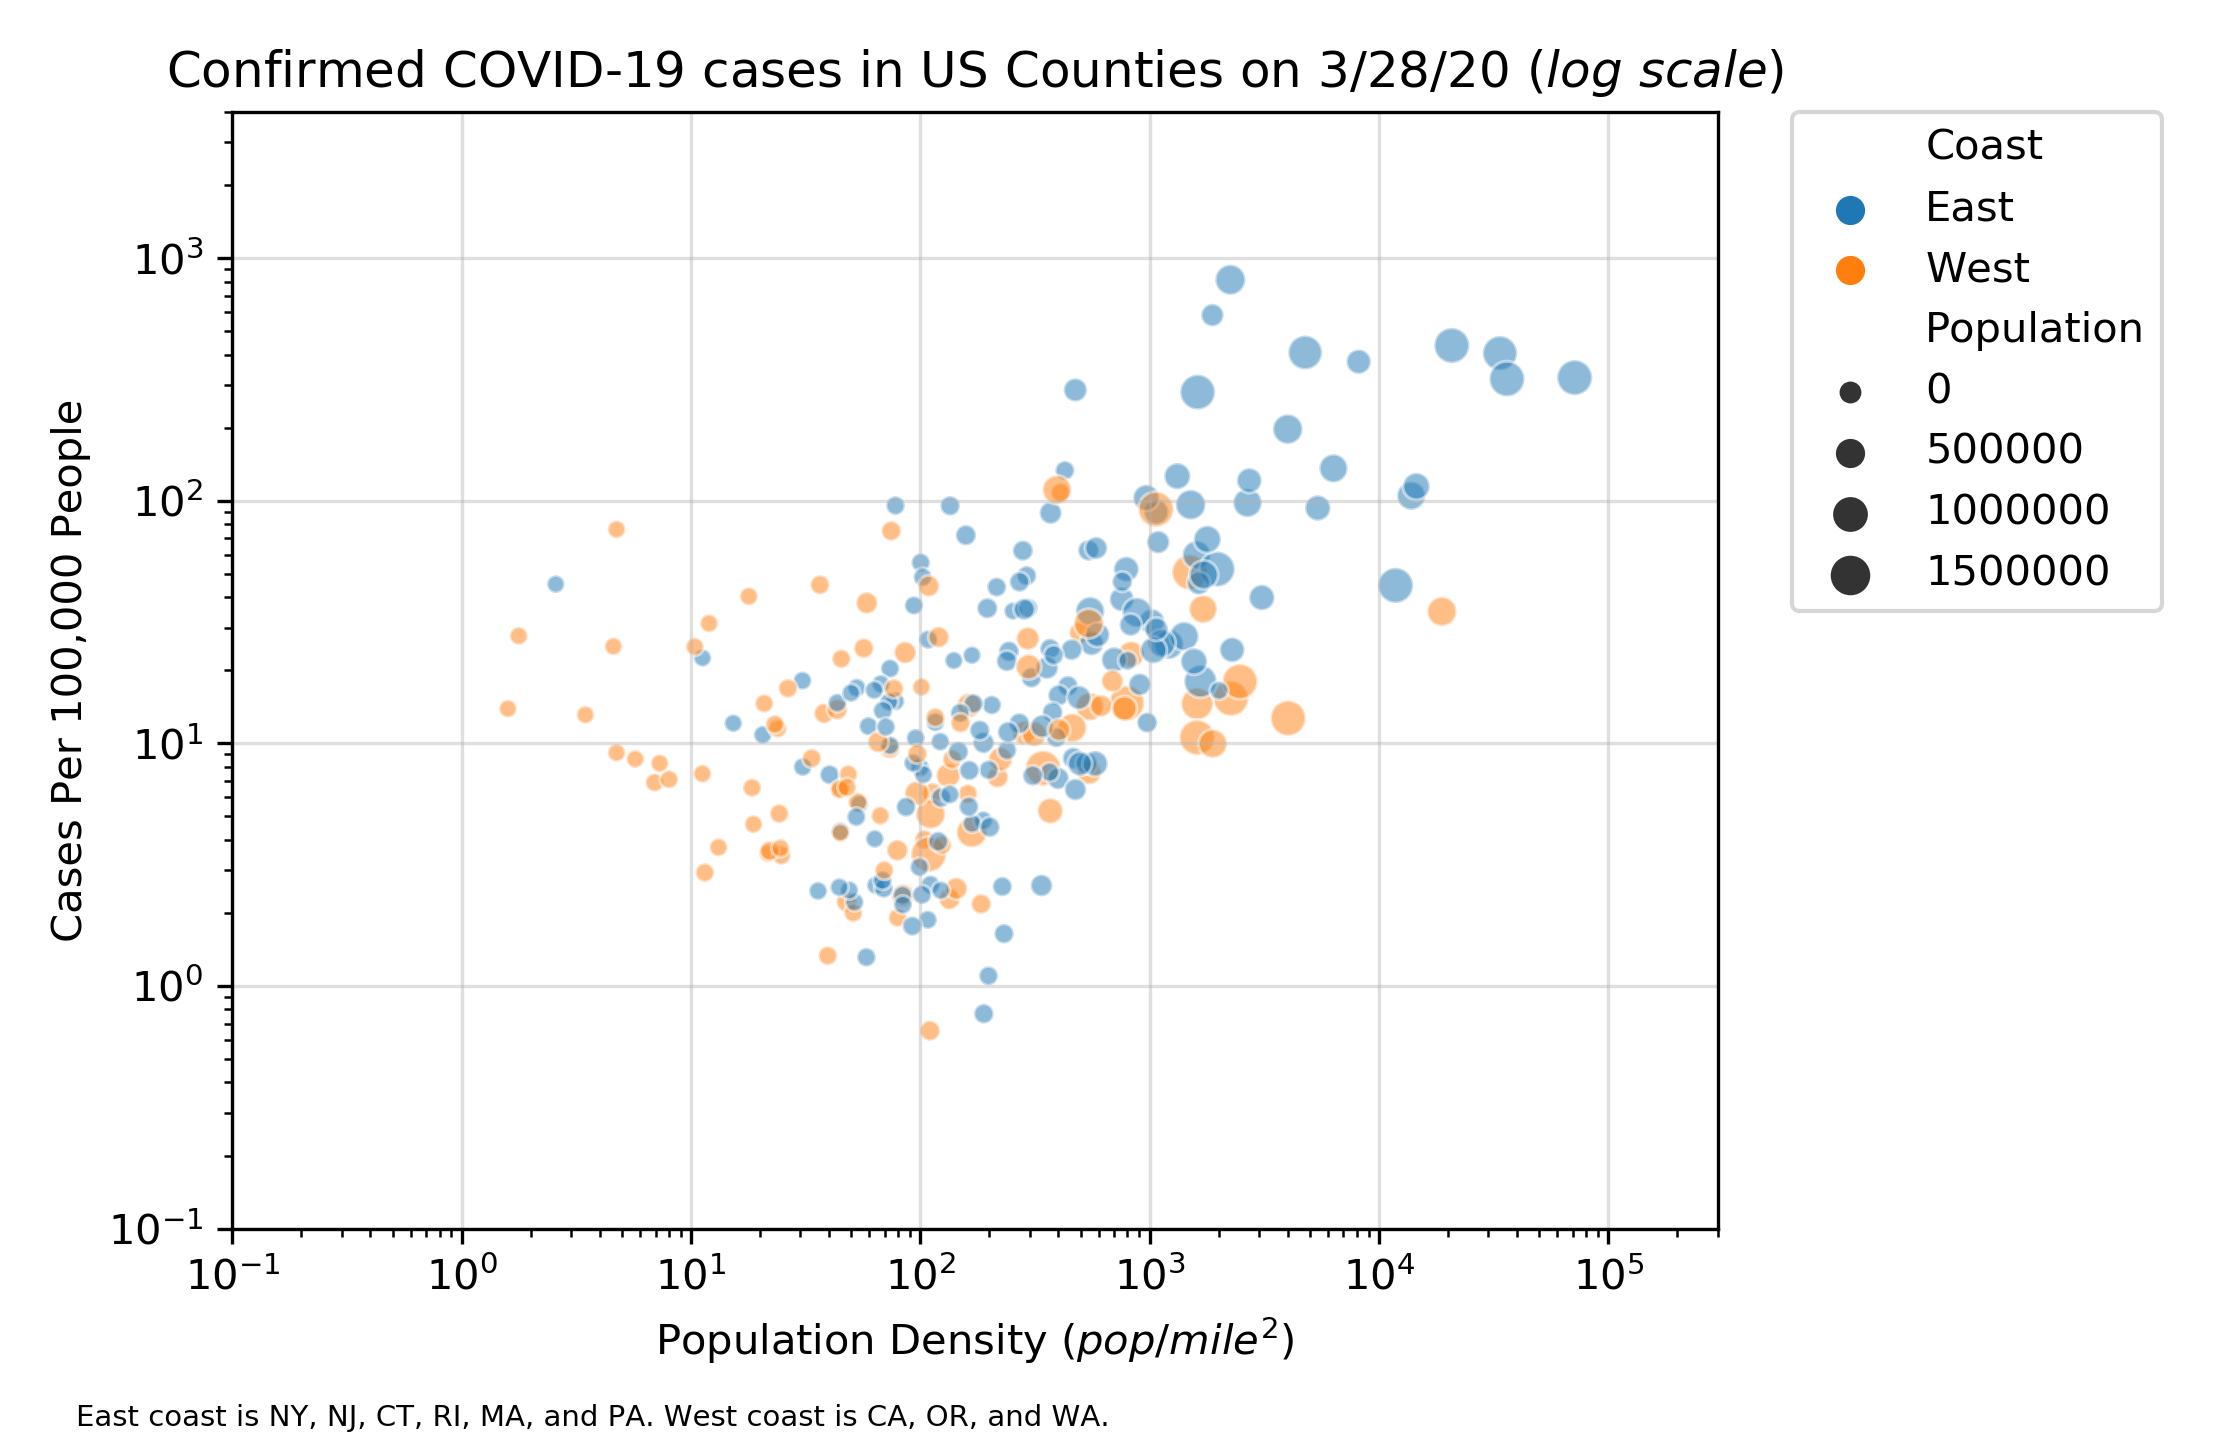 Confirmed COVID-19 cases in US Counties on 3/28/20 (log scale)
Coast
East
West
Population
0
500000
1000000
1500000
Cases Per 100,000 People
10³
10²
10¹
10⁰
10⁻¹
10⁻¹ 10⁰ 10¹ 10² 10³ 10⁴ 10⁵
Population Density (pop/mile²)
East coast is NY, NJ, CT, RI, MA, and PA. West coast is CA, OR, and WA.